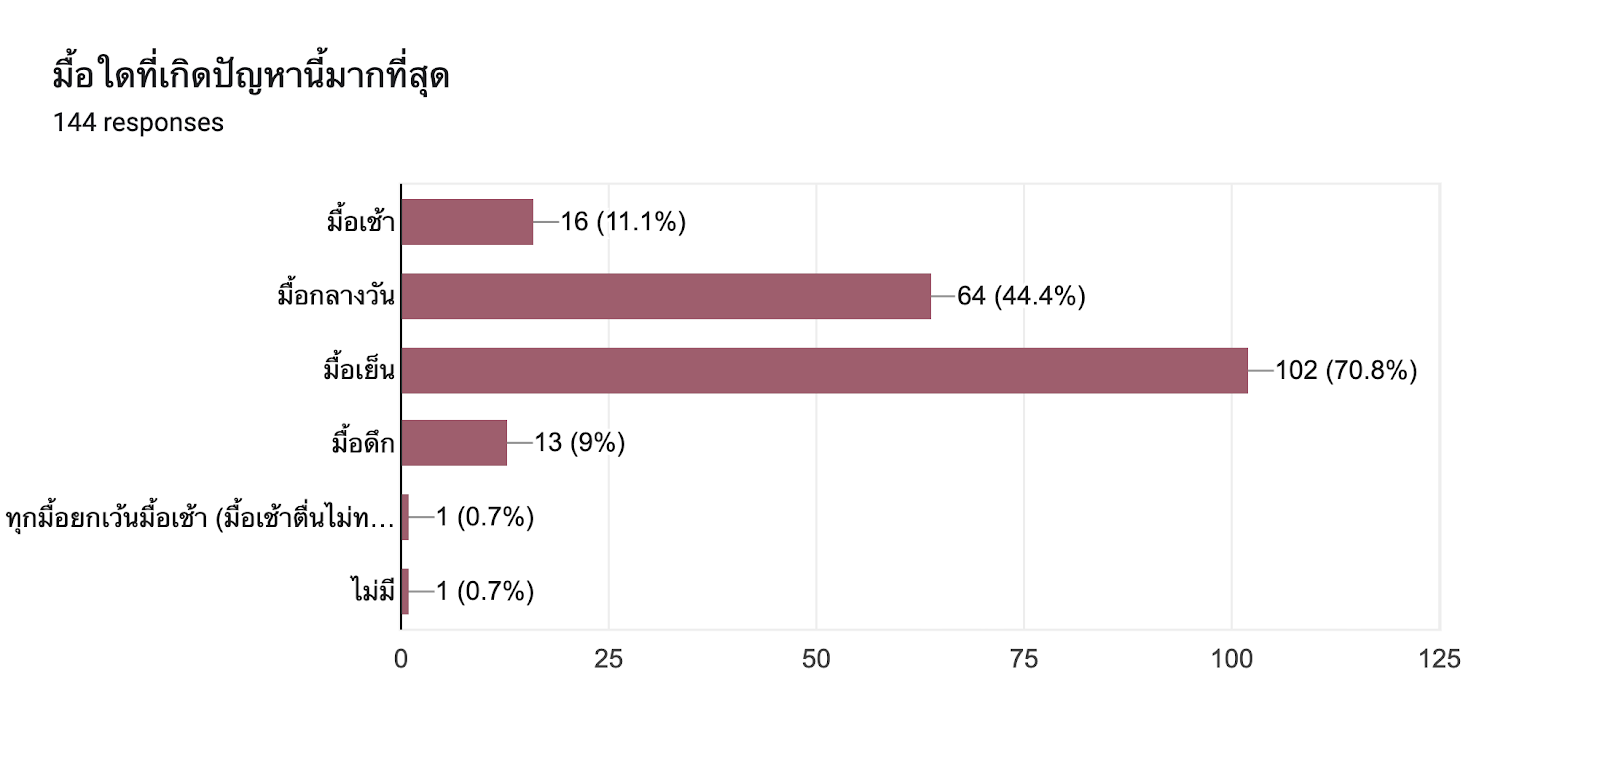 มื้อใดที่เกิดปัญหานี้มากที่สุด
144 responses
มื้อเช้า 16 (11.1%)
มื้อกลางวัน 64 (44.4%)
มื้อเย็น 102 (70.8%)
มื้อดึก 13 (9%)
ทุกมื้อยกเว้นมื้อเช้า (มื้อเช้าตื่นไม่ท… 1 (0.7%)
ไม่มี 1 (0.7%)
0 25 50 75 100 125